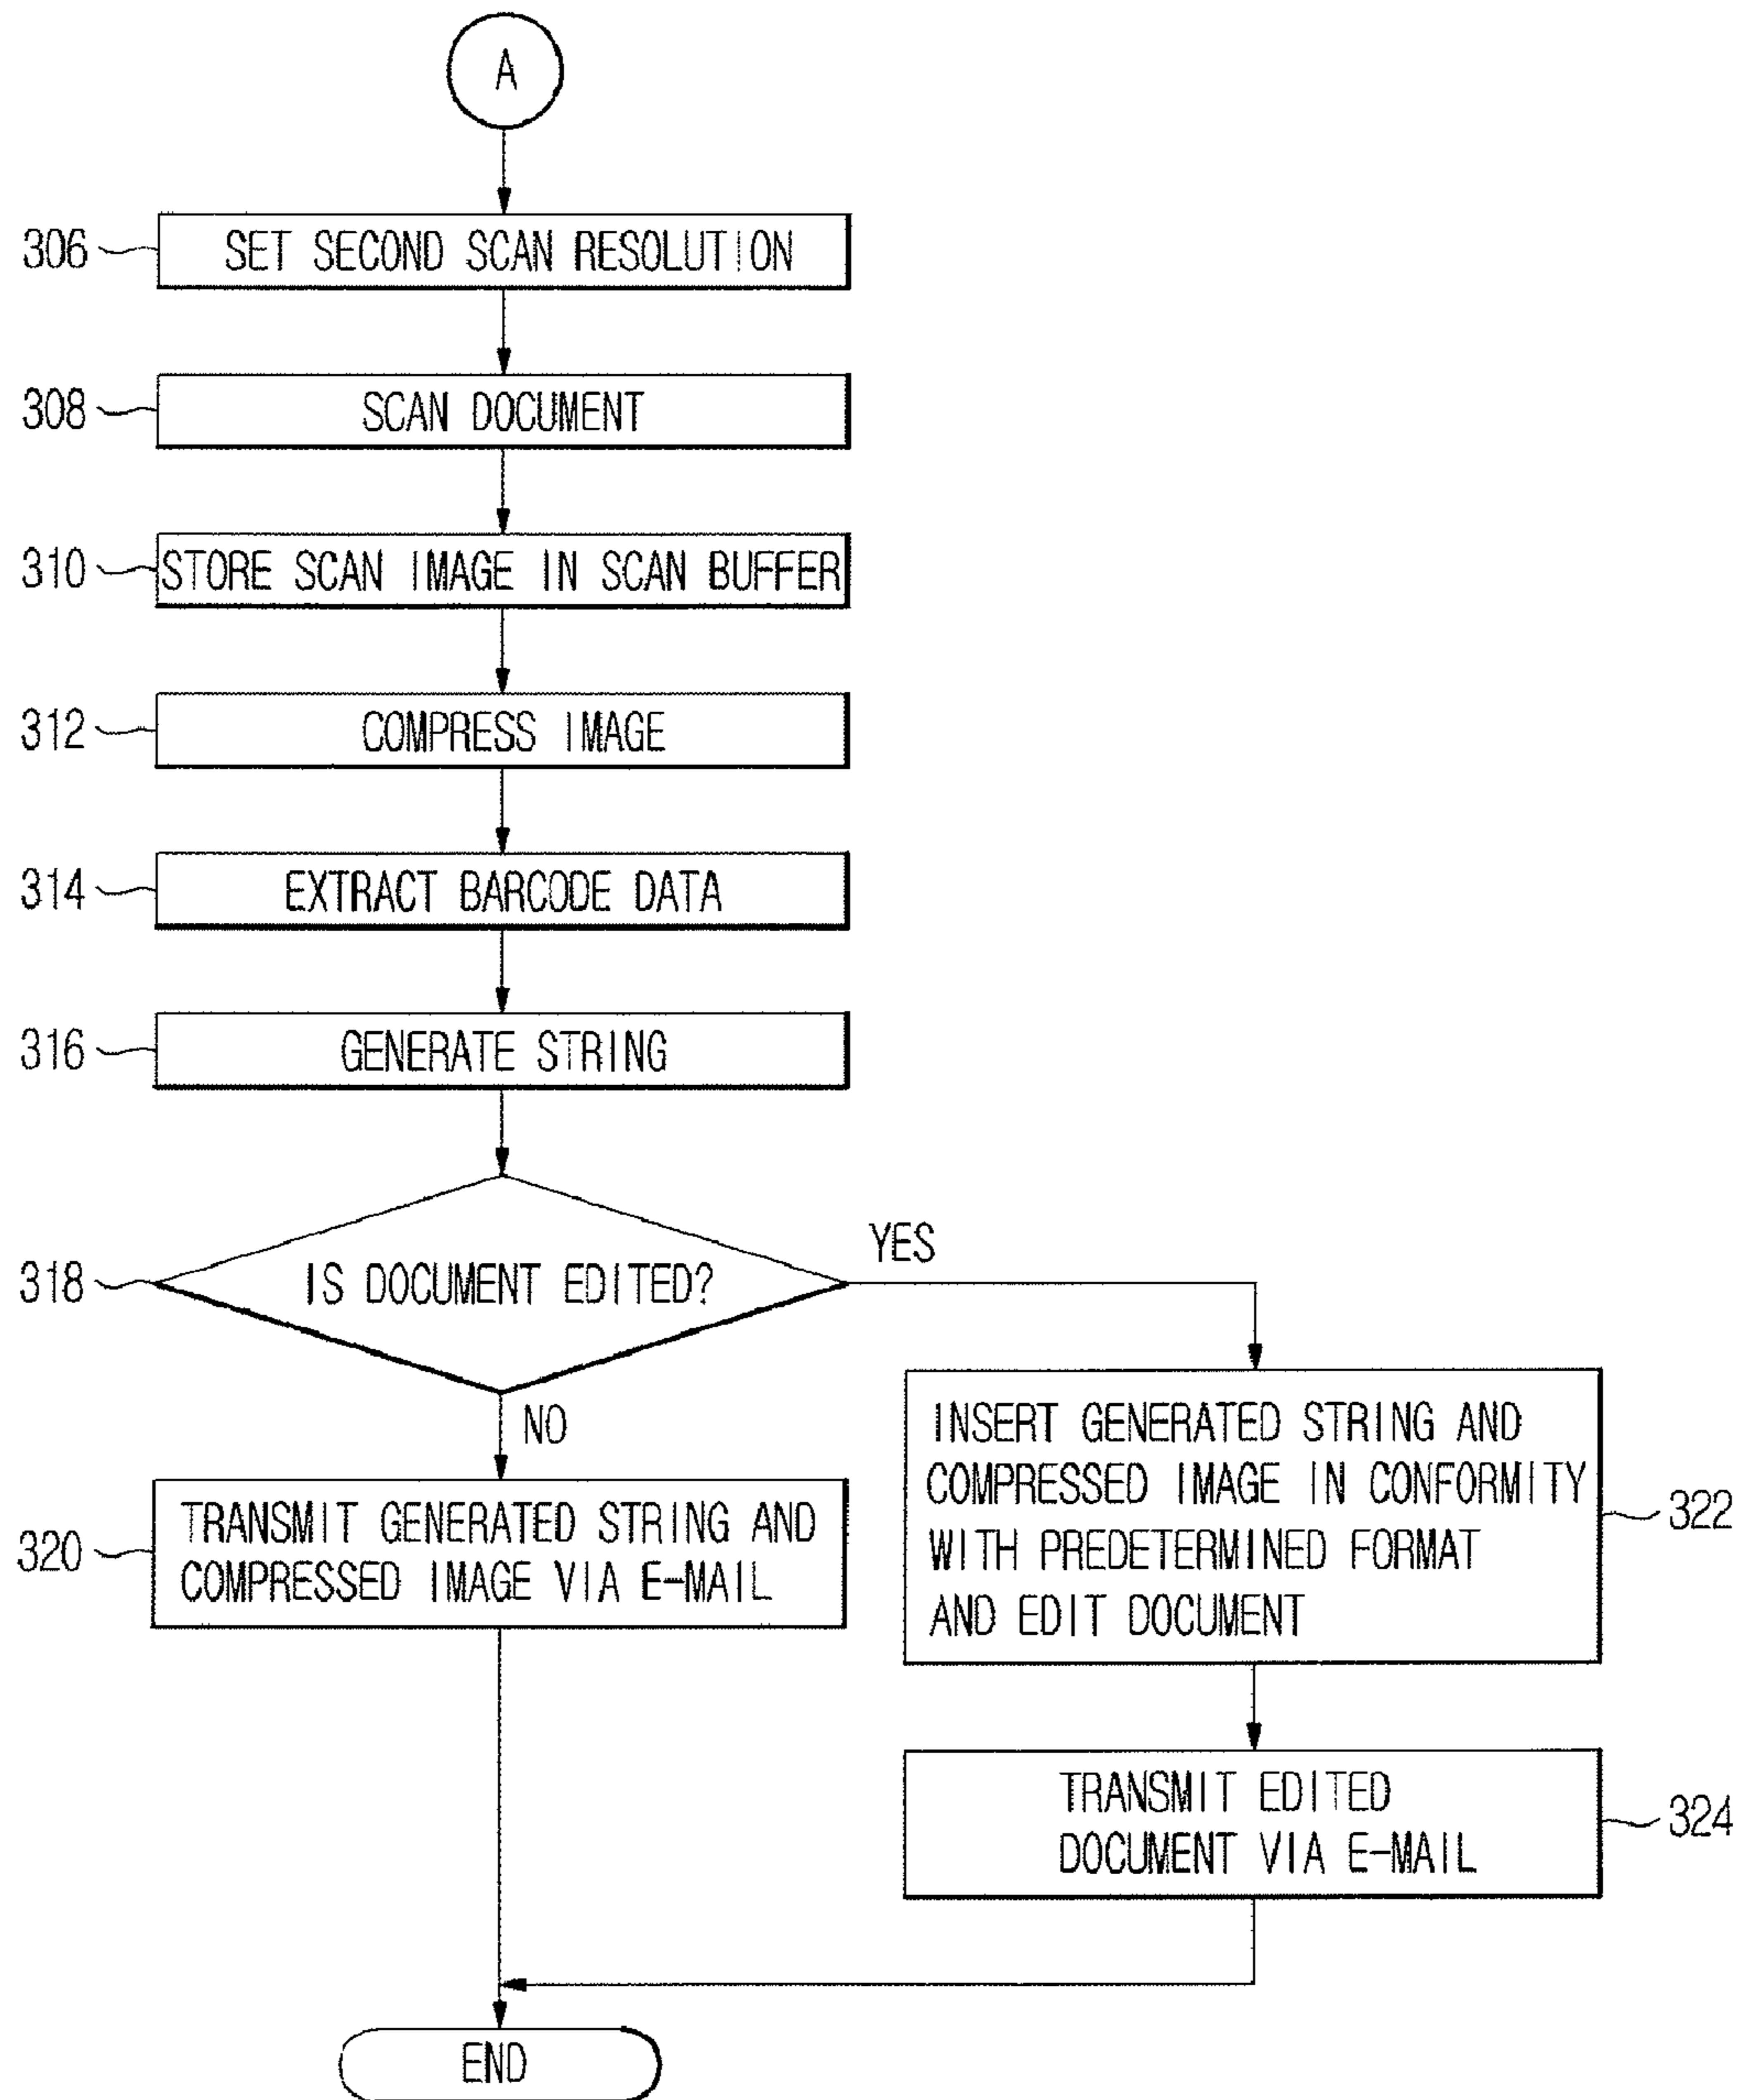 A
306
SET SECOND SCAN RESOLUTION
308
SCAN DOCUMENT
310
STORE SCAN IMAGE IN SCAN BUFFER
312
COMPRESS IMAGE
314
EXTRACT BARCODE DATA
316
GENERATE STRING
318
IS DOCUMENT EDITED?
YES
NO
320
TRANSMIT GENERATED STRING AND
COMPRESSED IMAGE VIA E-MAIL
INSERT GENERATED STRING AND
COMPRESSED IMAGE IN CONFORMITY
WITH PREDETERMINED FORMAT
AND EDIT DOCUMENT
322
TRANSMIT EDITED
DOCUMENT VIA E-MAIL
324
END